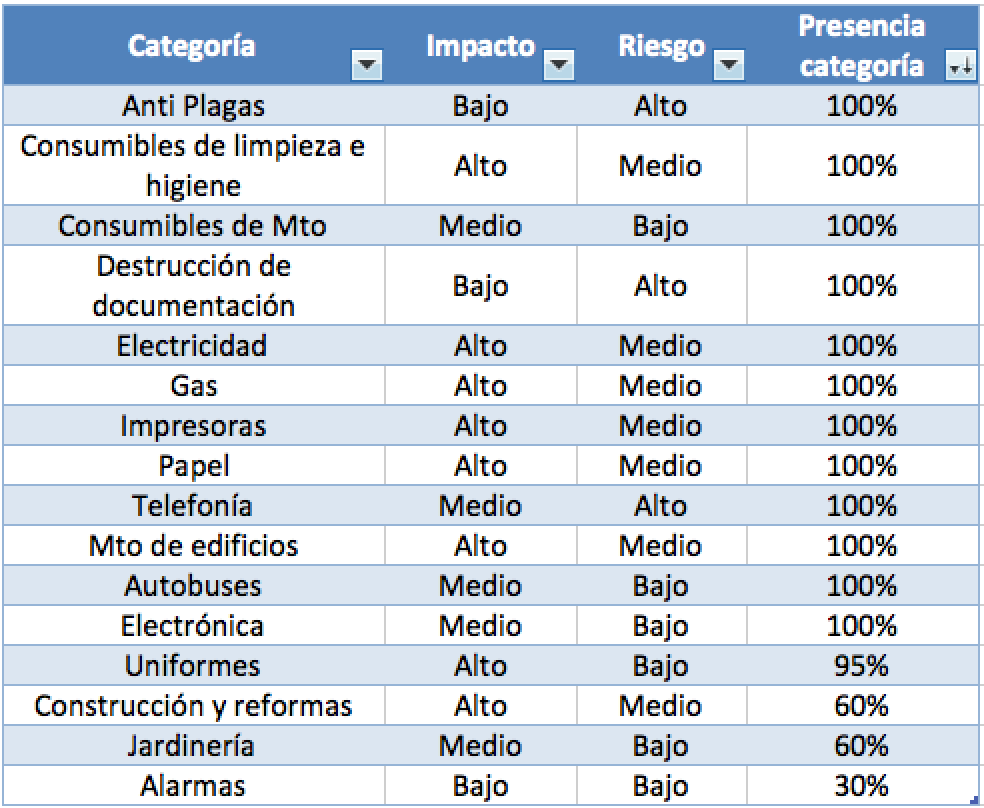 Categoría Impacto Riesgo Presencia
categoría
Anti Plagas Bajo Alto 100%
Consumibles de limpieza e
higiene Alto Medio 100%
Consumibles de Mto Medio Bajo 100%
Destrucción de
documentación Bajo Alto 100%
Electricidad Alto Medio 100%
Gas Alto Medio 100%
Impresoras Alto Medio 100%
Papel Alto Medio 100%
Telefonía Medio Alto 100%
Mto de edificios Alto Medio 100%
Autobuses Medio Bajo 100%
Electrónica Medio Bajo 100%
Uniformes Alto Bajo 95%
Construcción y reformas Alto Medio 60%
Jardinería Medio Bajo 60%
Alarmas Bajo Bajo 30%